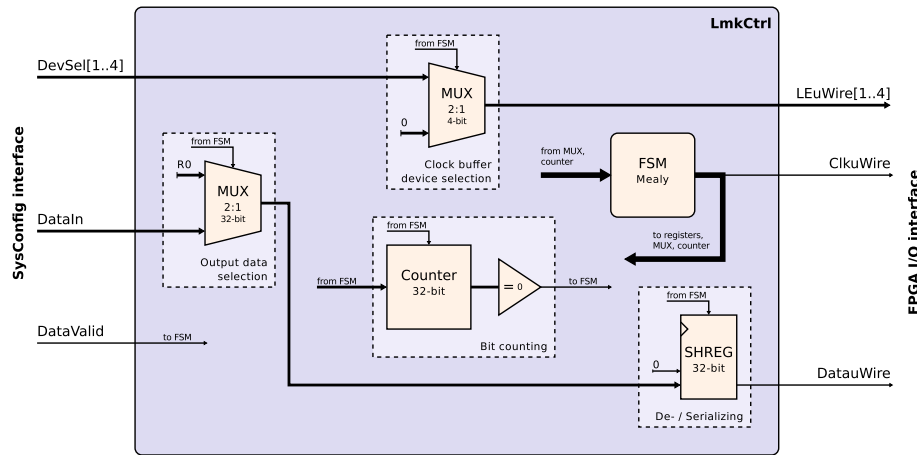 LmkCtrl
from FSM
DevSel[1..4]
MUX
2:1
4-bit
0
LEuWire[1..4]
Clock buffer
device selection
from FSM
R0
MUX
2:1
32-bit
DataIn
Output data
selection
SysConfig interface
from MUX,
counter
FSM
Mealy
ClkuWire
to registers,
MUX, counter
FPGA I/O interface
from FSM
from FSM
Counter
32-bit
= 0
to FSM
Bit counting
DataValid
to FSM
from FSM
SHREG
32-bit
0
DatauWire
De- / Serializing